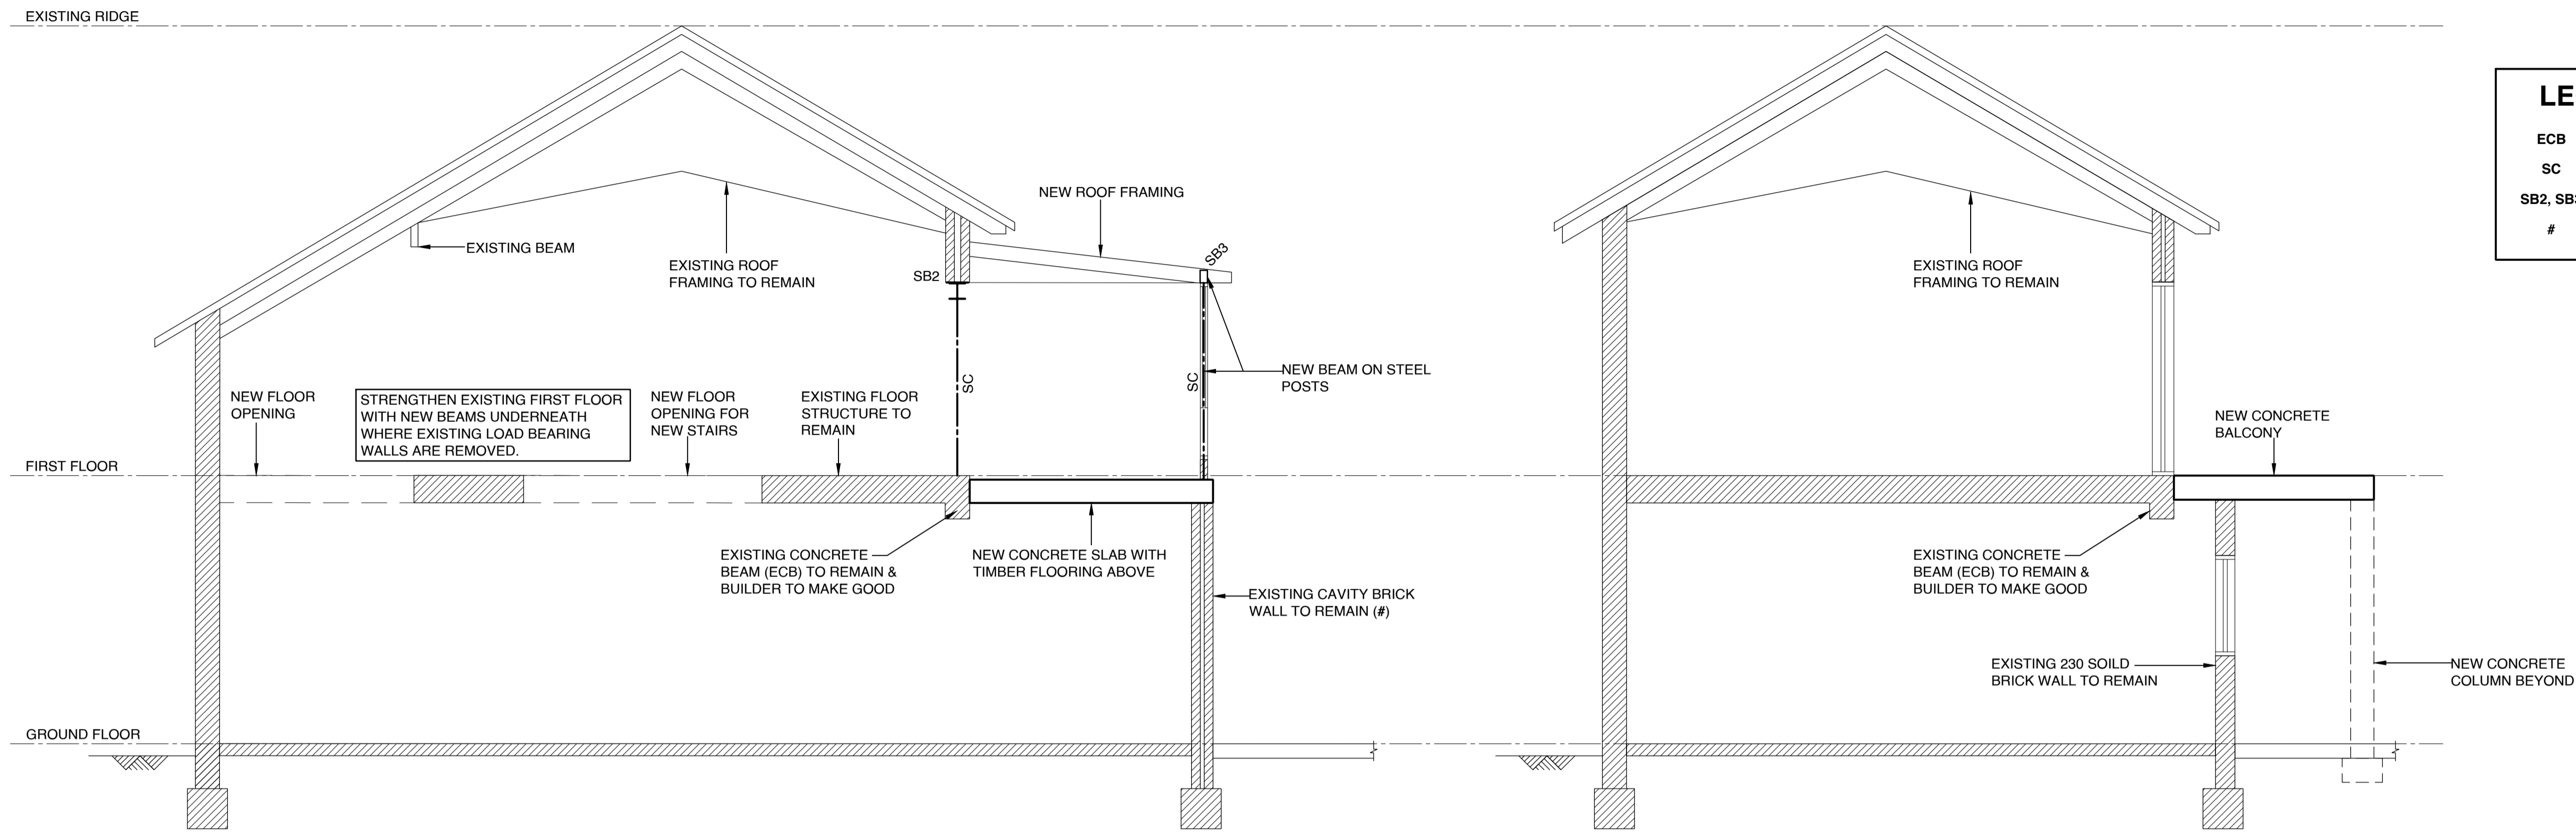 EXISTING RIDGE
NEW ROOF FRAMING
SB3
EXISTING BEAM
EXISTING ROOF
FRAMING TO REMAIN
SB2
SC
SC
NEW BEAM ON STEEL
POSTS
NEW FLOOR
OPENING
STRENGTHEN EXISTING FIRST FLOOR
WITH NEW BEAMS UNDERNEATH
WHERE EXISTING LOAD BEARING
WALLS ARE REMOVED.
NEW FLOOR
OPENING FOR
NEW STAIRS
EXISTING FLOOR
STRUCTURE TO
REMAIN
FIRST FLOOR
EXISTING CONCRETE
BEAM (ECB) TO REMAIN &
BUILDER TO MAKE GOOD
NEW CONCRETE SLAB WITH
TIMBER FLOORING ABOVE
EXISTING CAVITY BRICK
WALL TO REMAIN (#)
GROUND FLOOR
EXISTING ROOF
FRAMING TO REMAIN
NEW CONCRETE
BALCONY
EXISTING CONCRETE
BEAM (ECB) TO REMAIN &
BUILDER TO MAKE GOOD
EXISTING 230 SOILD
BRICK WALL TO REMAIN
NEW CONCRETE
COLUMN BEYOND
LE
ECB
SC
SB2,
#